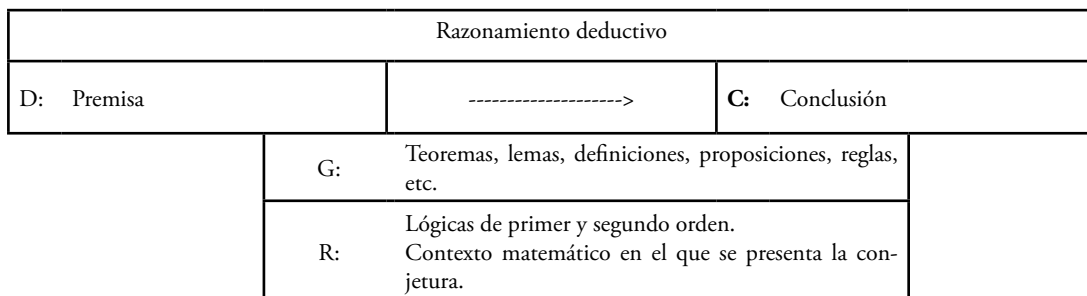 Razonamiento deductivo
D: Premisa --------------------> C: Conclusión
G: Teoremas, lemas, definiciones, proposiciones, reglas,
etc.
R: Lógicas de primer y segundo orden.
Contexto matemático en el que se presenta la con-
jetura.